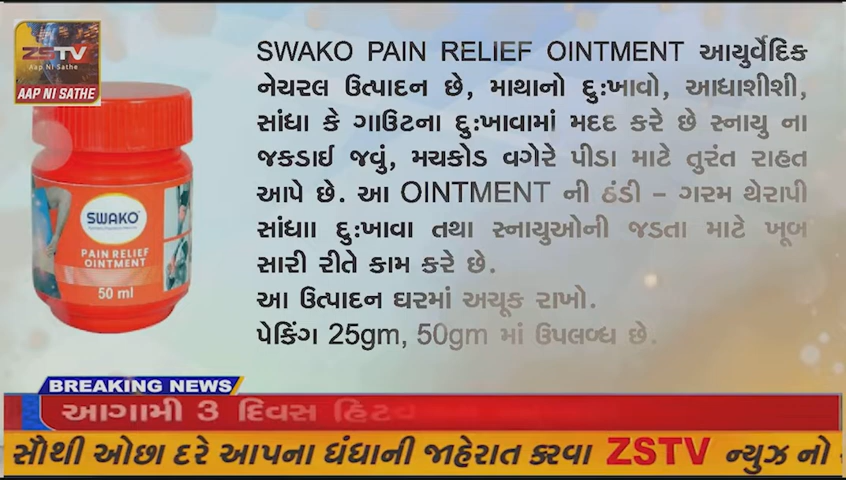 ZSTV
Aap Ni Sathe
AAP NI SATHE
SWAKO PAIN RELIEF OINTMENT આયુર્વેદિક
નેચરલ ઉત્પાદન છે, માથાનો દુઃખાવો, આધાશીશી,
સાંધા કે ગાઉટના દુઃખાવામાં મદદ કરે છે સ્નાયુ ના
જકડાઈ જવું, મચકોડ વગેરે પીડા માટે તુરંત રાહત
આપે છે. આ OINTMENT ની ઠંડી – ગરમ થેરાપી
સાંધાા દુઃખાવા તથા સ્નાયુઓની જડતા માટે ખૂબ
સારી રીતે કામ કરે છે.
આ ઉત્પાદન ઘરમાં અચૂક રાખો.
પેકિંગ 25gm, 50gm માં ઉપલબ્ધ છે.
SWAKO
PAIN RELIEF
OINTMENT
50 ml
BREAKING NEWS
આગામી 3 દિવસ
સૌથી ઓછા દરે આપના ધંધાની જાહેરાત કરવા ZSTV ન્યુઝ નો